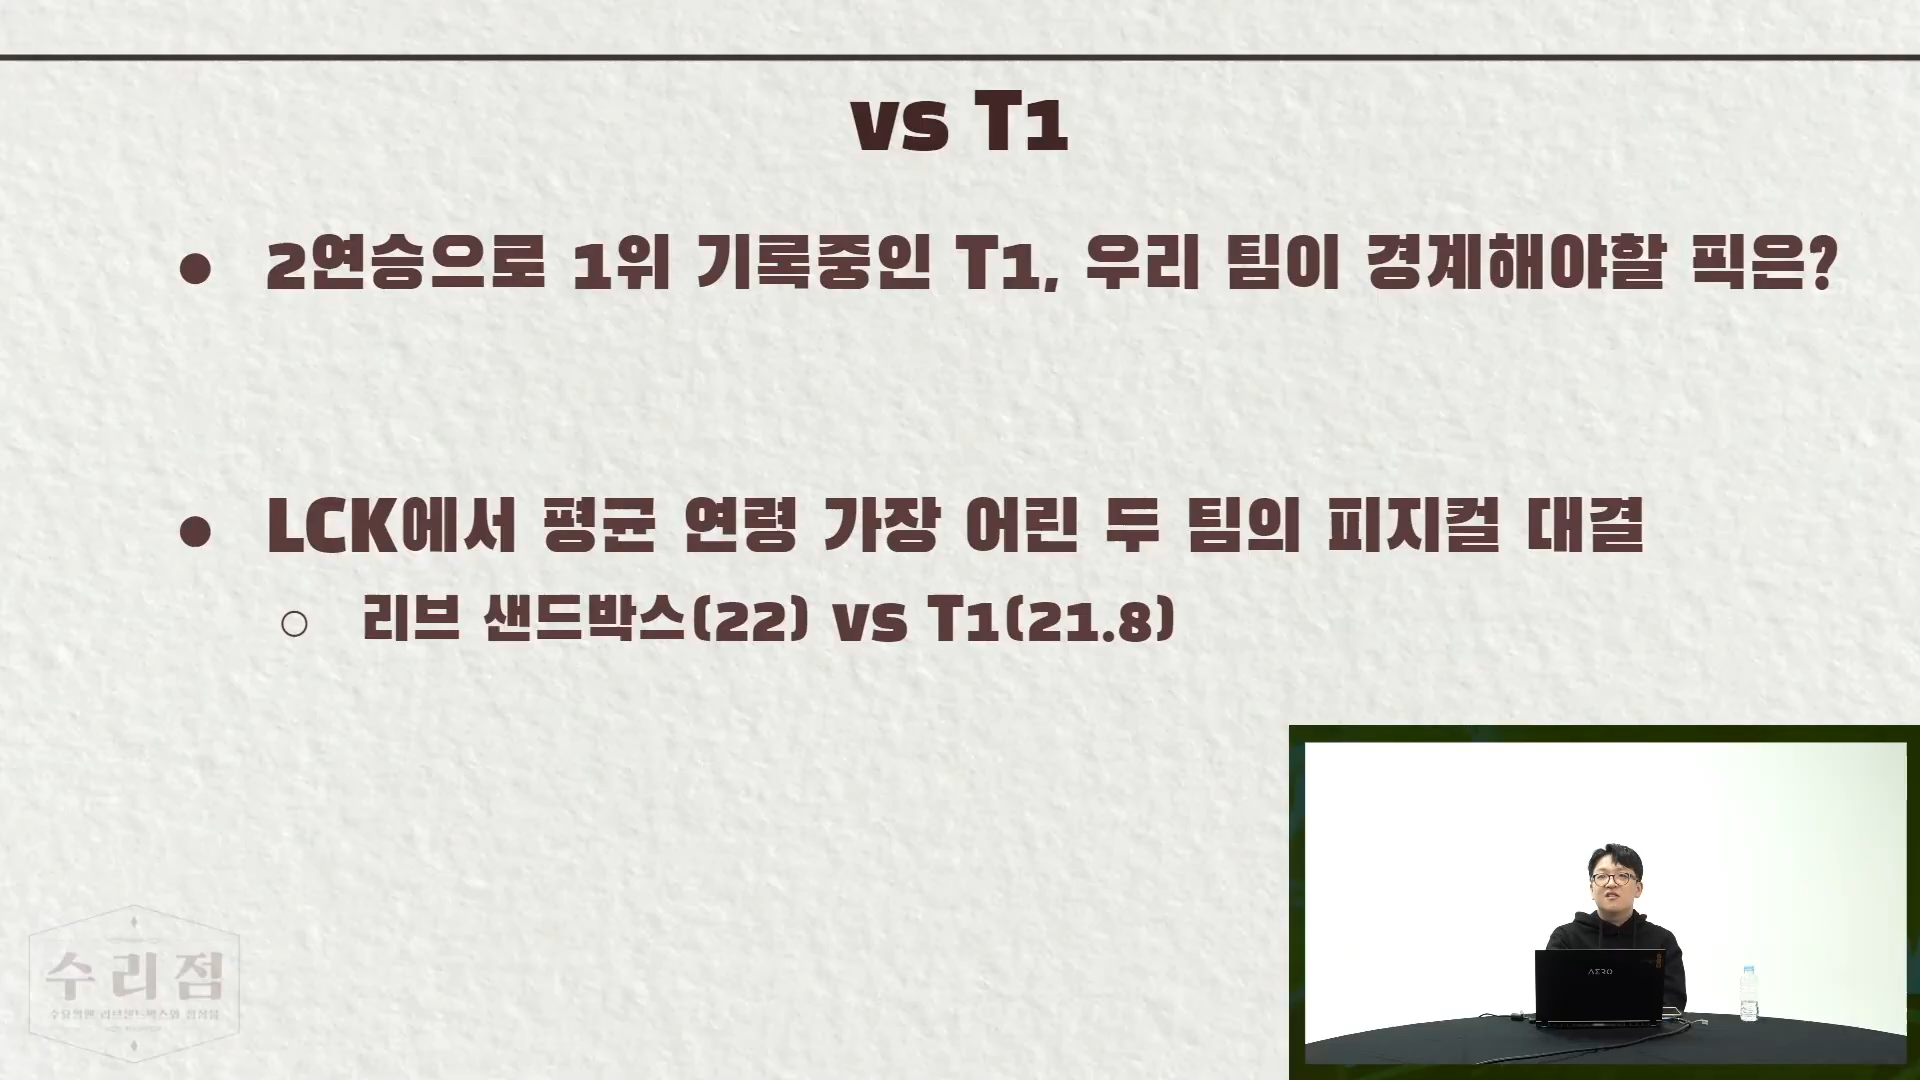 vs T1
● 2연승으로 1위 기록중인 T1, 우리 팀이 경계해야할 픽은?
● LCK에서 평균 연령 가장 어린 두 팀의 피지컬 대결
○ 리브 샌드박스(22) vs T1(21.8)
수리점
AERO